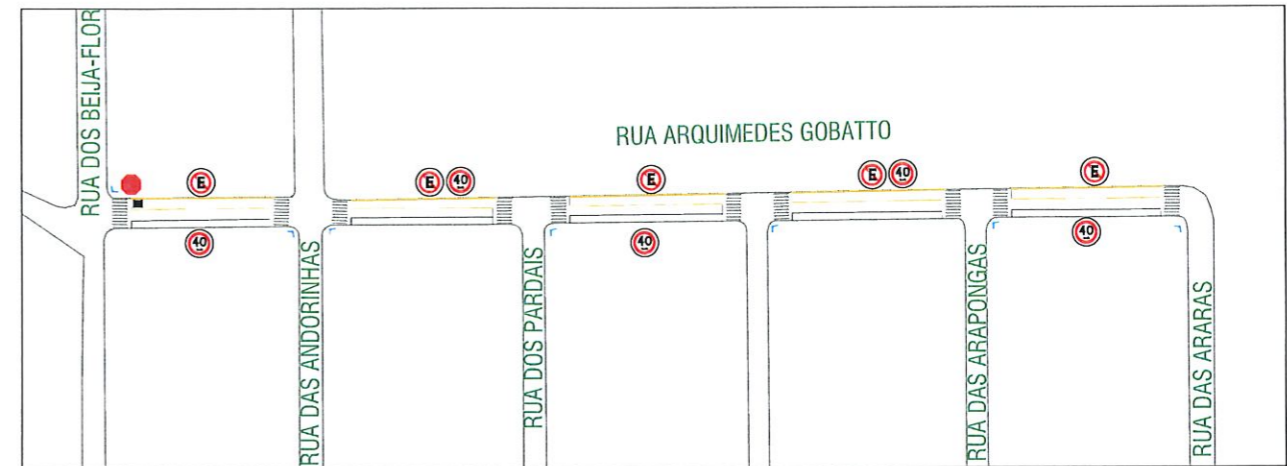 RUA DOS BEIJA-FLOR
RUA ARQUIMEDES GOBATTO
E
E
40
E
E
40
E
40
40
40
RUA DAS ANDORINHAS
RUA DOS PARDAIS
RUA DAS ARAPONGAS
RUA DAS ARARAS